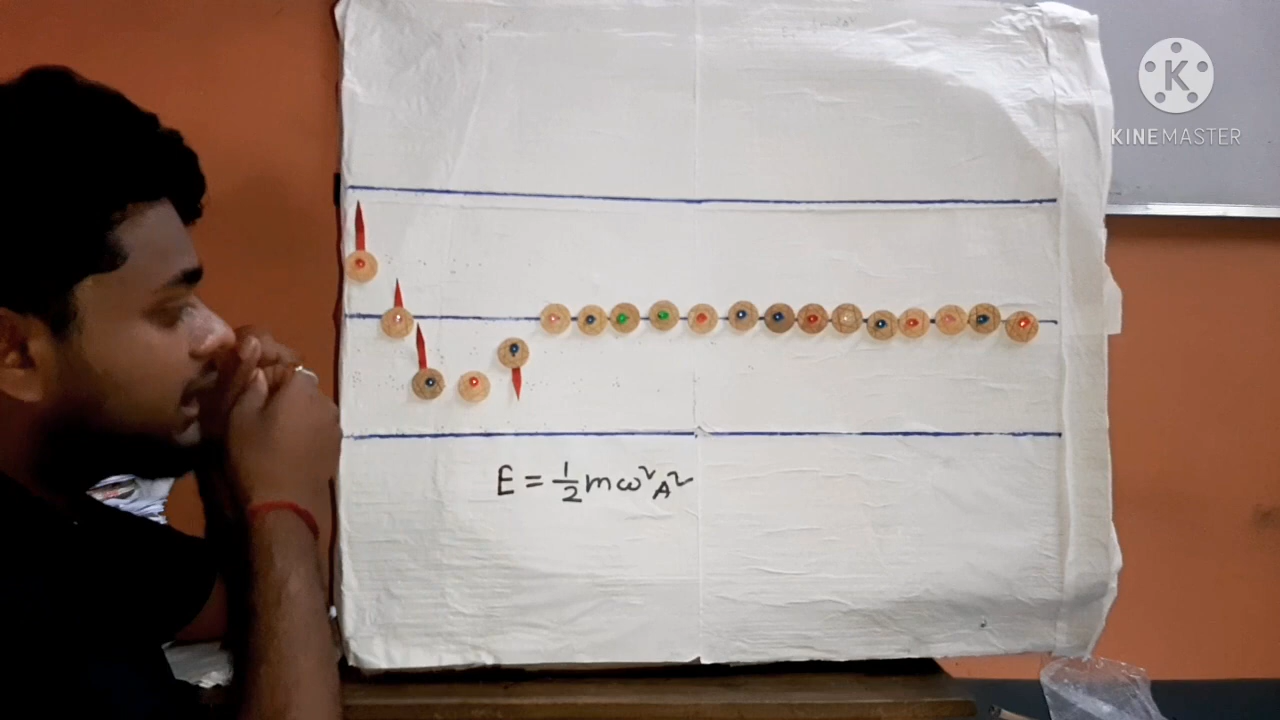 K
KINEMASTER
E = ½mω²A²